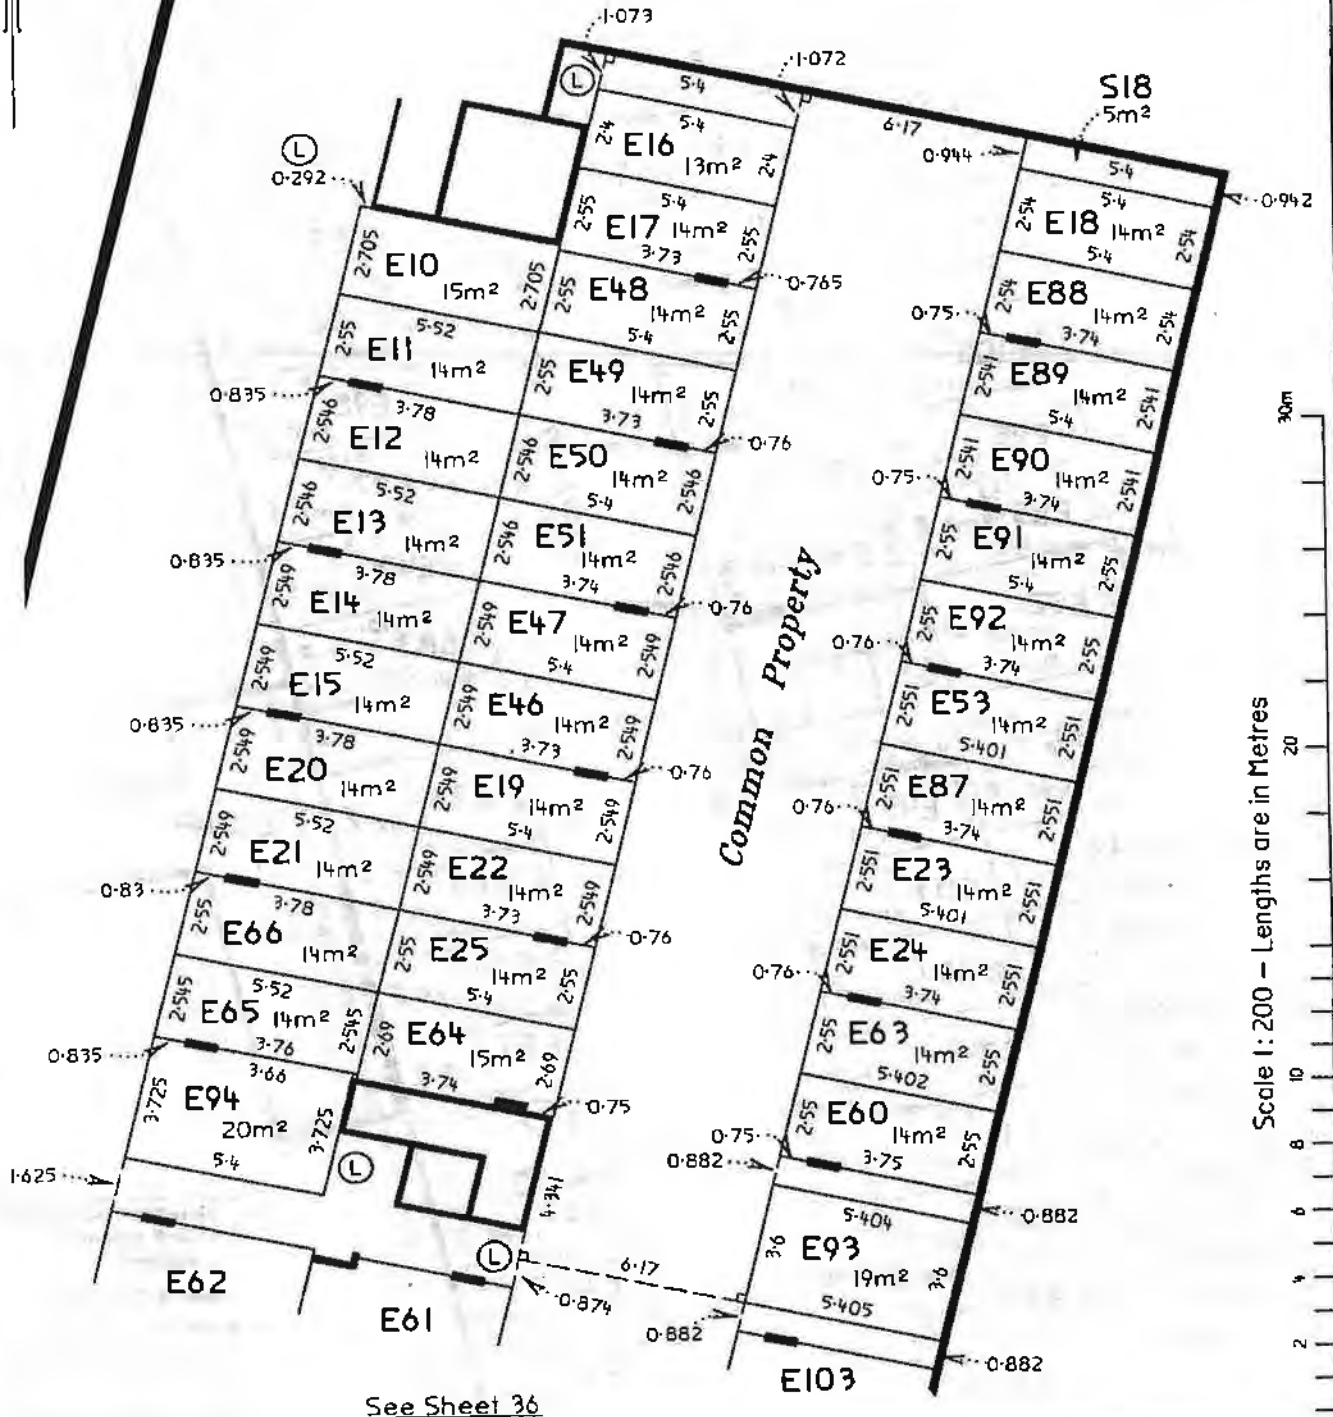 1·073
L
1·072
5·4
S18
5m²
6·17
0·944
5·4
0·942
L
0·292
2·4
5·4
E16
13m²
2·4
2·55
5·4
E17
14m²
2·55
3·73
0·765
2·54
5·4
E18
14m²
2·54
5·4
2·705
E10
15m²
2·705
2·55
E48
14m²
2·55
5·4
2·54
E88
14m²
2·54
0·75
3·74
2·55
5·52
E11
14m²
2·55
E49
14m²
2·55
3·73
0·76
2·541
E89
14m²
2·541
5·4
0·835
3·78
2·546
E12
14m²
2·546
E50
14m²
2·546
5·4
2·541
E90
14m²
2·541
0·75
3·74
2·546
5·52
E13
14m²
2·546
E51
14m²
2·546
3·74
0·76
2·55
E91
14m²
2·55
5·4
0·835
3·78
2·549
E14
14m²
2·549
E47
14m²
2·549
5·4
2·55
E92
14m²
2·55
0·76
3·74
2·549
5·52
E15
14m²
2·549
E46
14m²
2·549
3·73
0·76
2·551
E53
14m²
2·551
5·401
0·835
3·78
2·549
E20
14m²
2·549
E19
14m²
2·549
5·4
2·551
E87
14m²
2·551
0·76
3·74
2·549
5·52
E21
14m²
2·549
E22
14m²
2·549
3·73
0·76
2·551
E23
14m²
2·551
5·401
0·83
3·78
2·55
E66
14m²
2·55
E25
14m²
2·55
5·4
2·551
E24
14m²
2·551
0·76
3·74
2·545
5·52
E65
14m²
2·545
3·76
0·835
2·69
E64
15m²
2·69
3·74
0·75
2·55
E63
14m²
2·55
5·402
3·66
3·725
E94
20m²
3·725
5·4
1·625
L
4·341
2·55
E60
14m²
2·55
0·75
3·75
0·882
0·882
5·404
3·6
E93
19m²
3·6
5·405
L
6·17
0·874
0·882
0·882
E62
E61
E103
Common Property
See Sheet 36
Scale 1:200 – Lengths are in Metres
30m
20
10
8
6
4
2